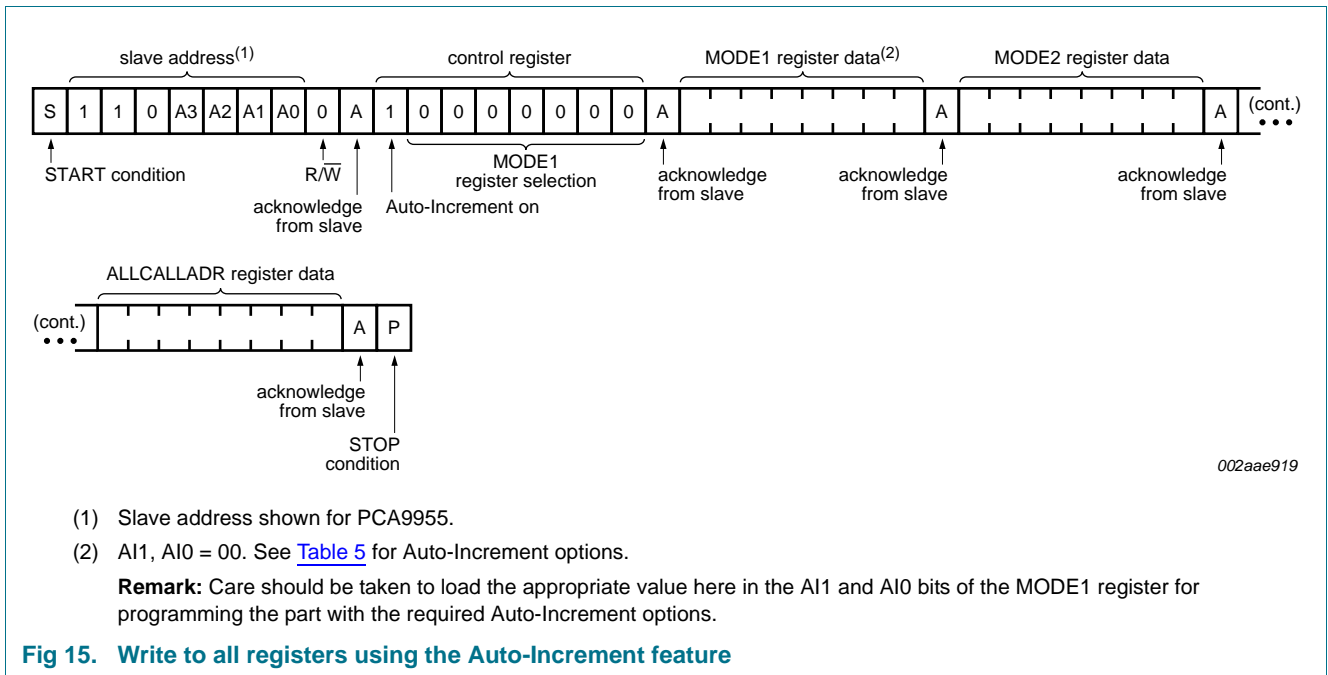 slave address(1) control register MODE1 register data(2) MODE2 register data
S 1 1 0 A3 A2 A1 A0 0 A 1 0 0 0 0 0 0 0 A A A (cont.)
START condition R/W̅ MODE1 register selection acknowledge from slave acknowledge from slave acknowledge from slave
acknowledge from slave Auto-Increment on
ALLCALLADR register data
(cont.) A P
acknowledge from slave
STOP condition
002aae919
(1) Slave address shown for PCA9955.
(2) AI1, AI0 = 00. See Table 5 for Auto-Increment options.
Remark: Care should be taken to load the appropriate value here in the AI1 and AI0 bits of the MODE1 register for
programming the part with the required Auto-Increment options.
Fig 15. Write to all registers using the Auto-Increment feature